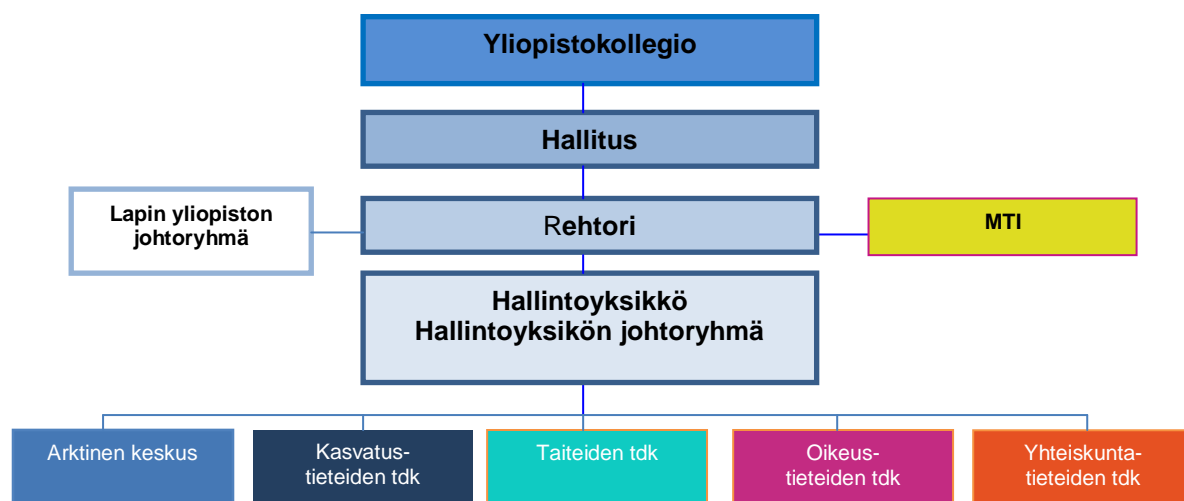 Yliopistokollegio
Hallitus
Lapin yliopiston
johtoryhmä
Rehtori
MTI
Hallintoyksikkö
Hallintoyksikön johtoryhmä
Arktinen keskus
Kasvatus-
tieteiden tdk
Taiteiden tdk
Oikeus-
tieteiden tdk
Yhteiskunta-
tieteiden tdk